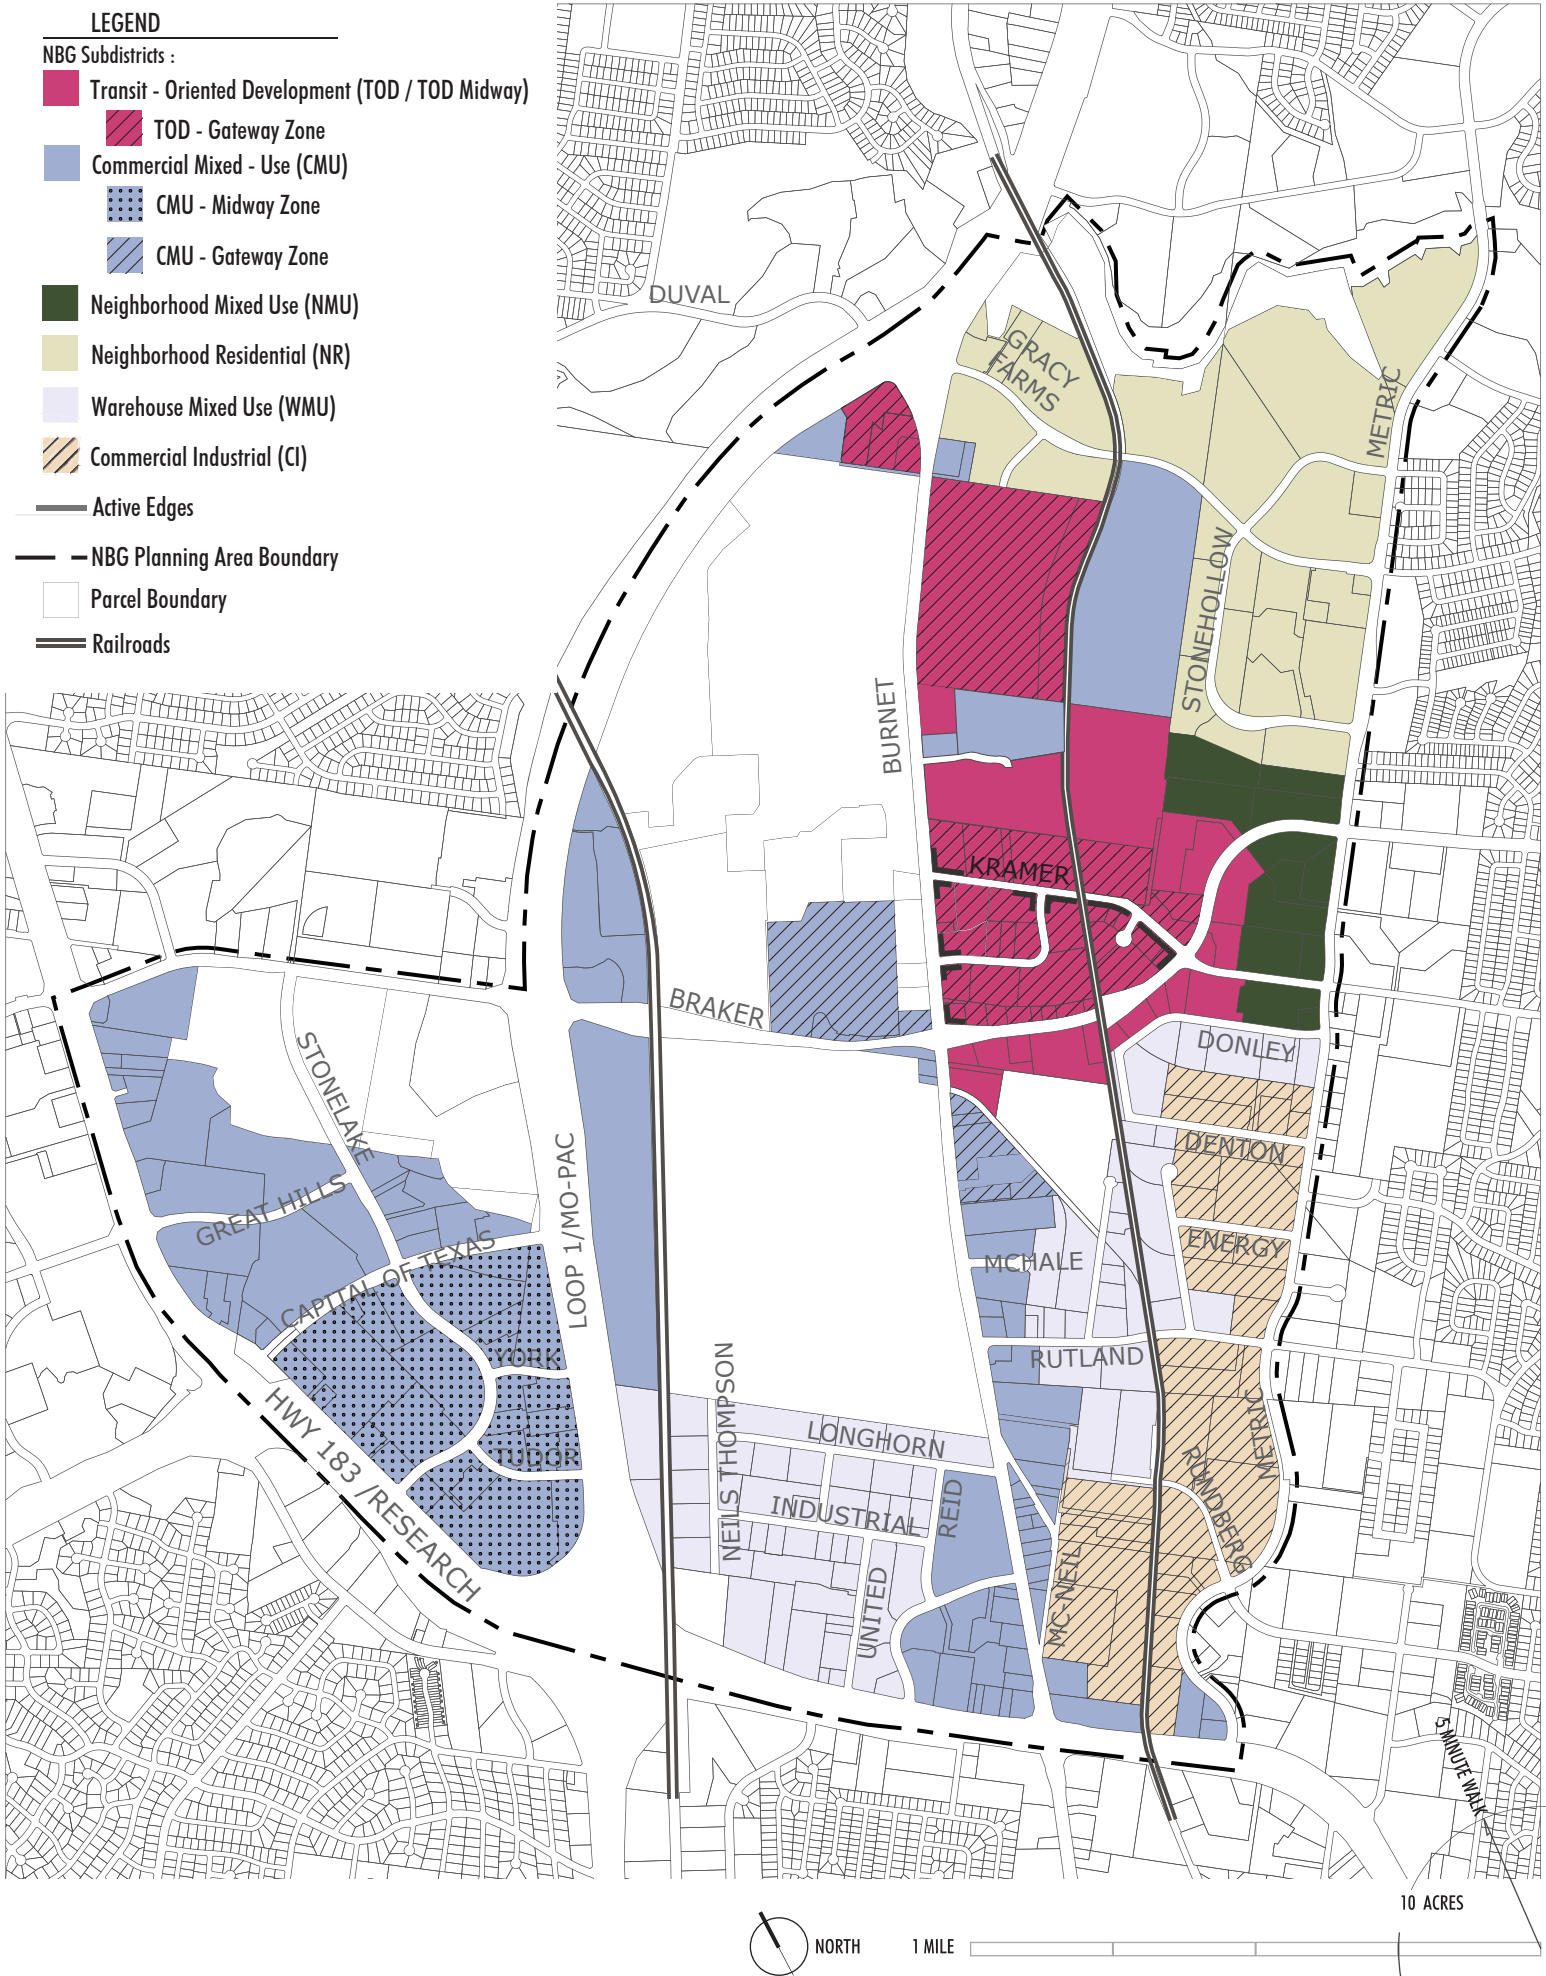 LEGEND
NBG Subdistricts :
Transit - Oriented Development (TOD / TOD Midway)
TOD - Gateway Zone
Commercial Mixed - Use (CMU)
CMU - Midway Zone
CMU - Gateway Zone
Neighborhood Mixed Use (NMU)
Neighborhood Residential (NR)
Warehouse Mixed Use (WMU)
Commercial Industrial (CI)
Active Edges
NBG Planning Area Boundary
Parcel Boundary
Railroads
DUVAL
GRACY
FARMS
METRIC
STONEHOLLOW
BURNET
KRAMER
BRAKER
DONLEY
STONELAKE
DENTON
GREAT HILLS
ENERGY
CAPITAL OF TEXAS
MCHALE
LOOP 1/MO-PAC
RUTLAND
YORK
NEILS THOMPSON
HWY 183 /RESEARCH
LONGHORN
METRIC
TUDOR
RUNDBERG
INDUSTRIAL
REID
UNITED
MC NEIL
5 MINUTE WALK
10 ACRES
NORTH
1 MILE